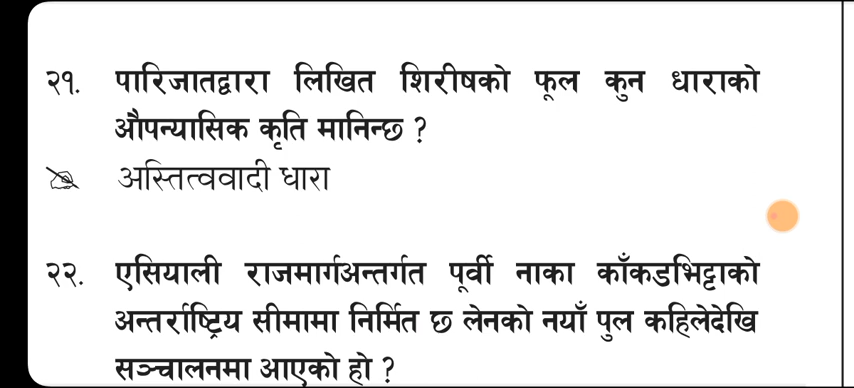 २१. पारिजातद्वारा लिखित शिरीषको फूल कुन धाराको
औपन्यासिक कृति मानिन्छ ?
अस्तित्ववादी धारा
२२. एसियाली राजमार्गअन्तर्गत पूर्वी नाका काँकडभिट्टाको
अन्तर्राष्ट्रिय सीमामा निर्मित छ लेनको नयाँ पुल कहिलेदेखि
सञ्चालनमा आएको हो ?